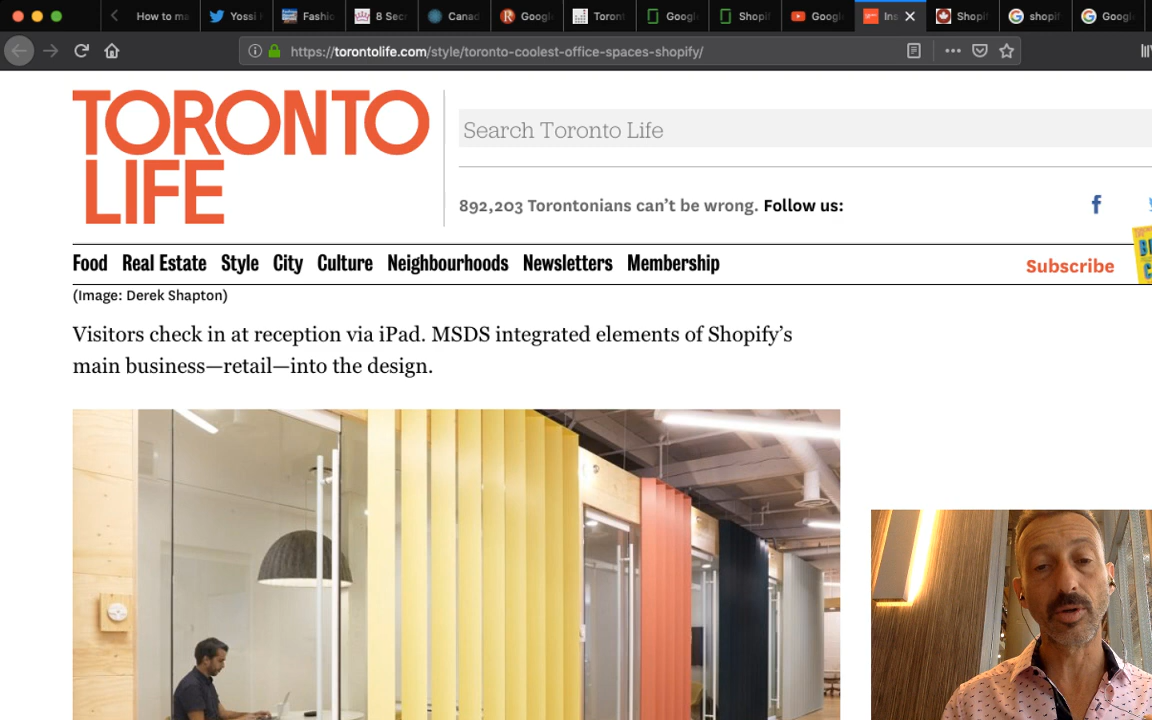 How to ma
Yossi
Fashio
8 Secr
Canad
Googl
Toront
Googl
Shopif
Googl
Ins
Shopif
shopif
Googl
https://torontolife.com/style/toronto-coolest-office-spaces-shopify/
TORONTO
LIFE
Search Toronto Life
892,203 Torontonians can't be wrong. Follow us:
Food Real Estate Style City Culture Neighbourhoods Newsletters Membership
Subscribe
(Image: Derek Shapton)
Visitors check in at reception via iPad. MSDS integrated elements of Shopify's
main business—retail—into the design.